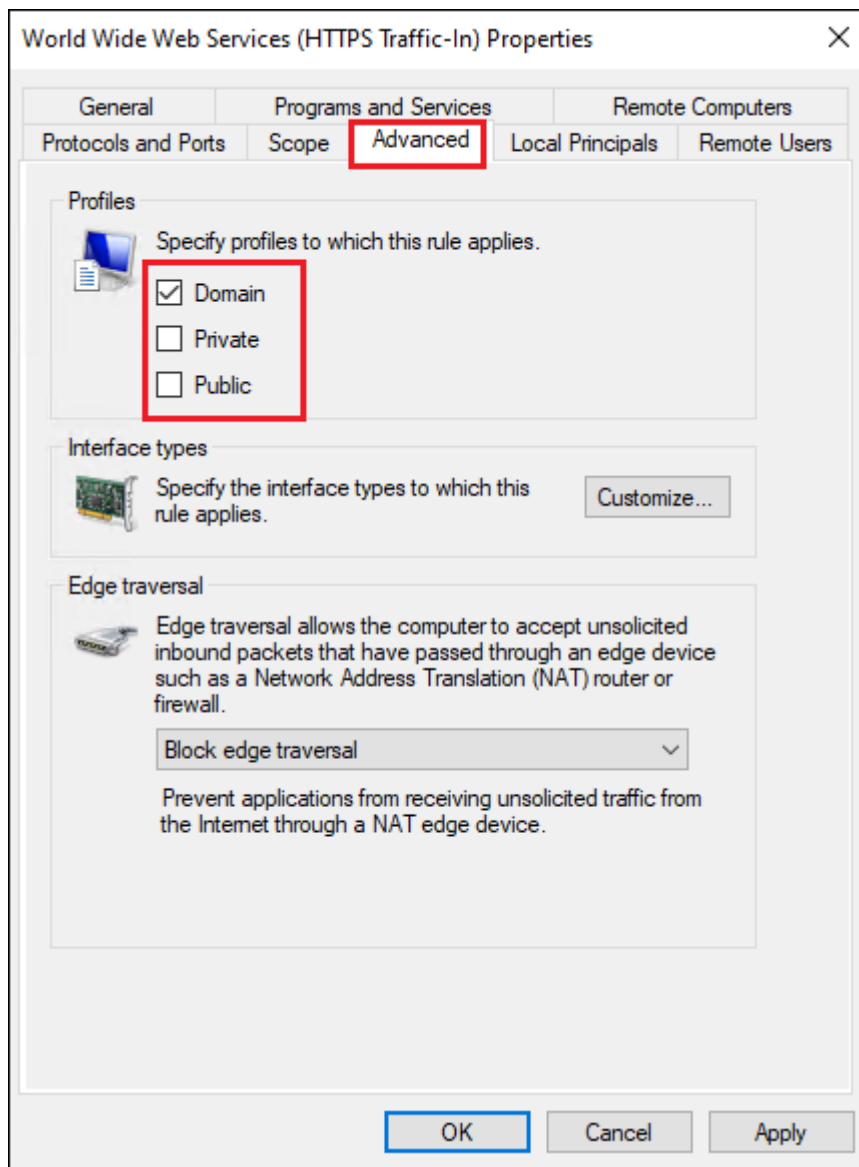 World Wide Web Services (HTTPS Traffic-In) Properties
General
Programs and Services
Remote Computers
Protocols and Ports
Scope
Advanced
Local Principals
Remote Users
Profiles
Specify profiles to which this rule applies.
Domain
Private
Public
Interface types
Specify the interface types to which this
rule applies.
Customize...
Edge traversal
Edge traversal allows the computer to accept unsolicited
inbound packets that have passed through an edge device
such as a Network Address Translation (NAT) router or
firewall.
Block edge traversal
Prevent applications from receiving unsolicited traffic from
the Internet through a NAT edge device.
OK
Cancel
Apply